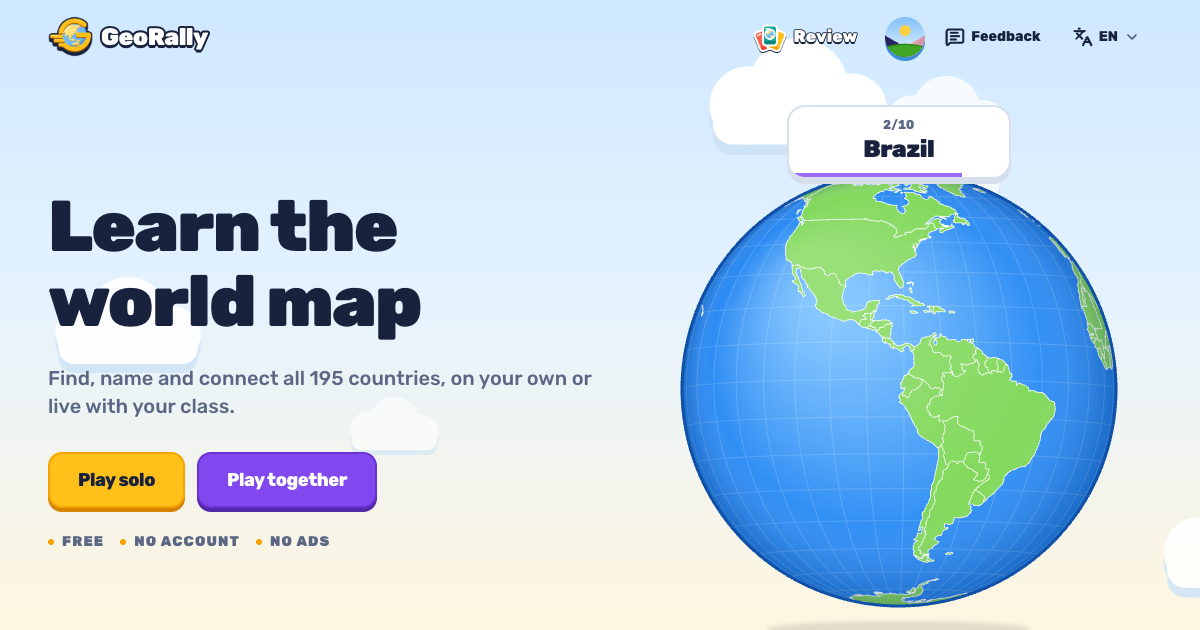 GeoRally
Review
Feedback
EN
2/10
Brazil
Learn the
world map
Find, name and connect all 195 countries, on your own or
live with your class.
Play solo
Play together
FREE
NO ACCOUNT
NO ADS